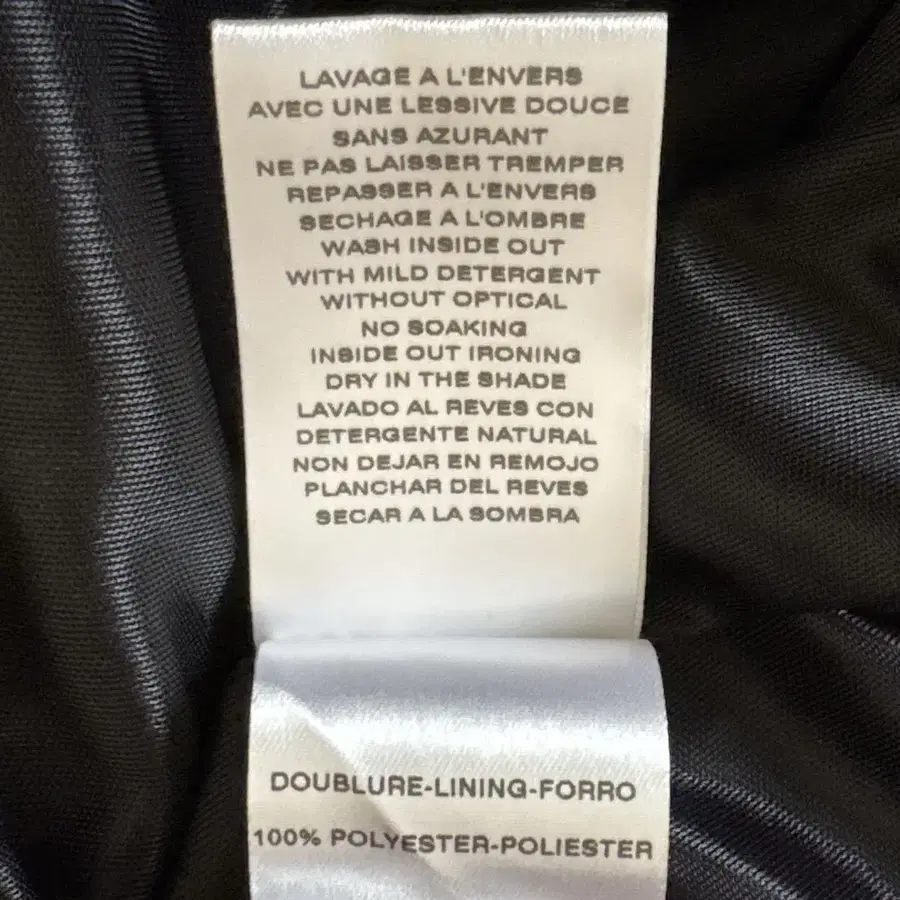 LAVAGE A L'ENVERS
AVEC UNE LESSIVE DOUCE
SANS AZURANT
NE PAS LAISSER TREMPER
REPASSER A L'ENVERS
SECHAGE A L'OMBRE
WASH INSIDE OUT
WITH MILD DETERGENT
WITHOUT OPTICAL
NO SOAKING
INSIDE OUT IRONING
DRY IN THE SHADE
LAVADO AL REVES CON
DETERGENTE NATURAL
NON DEJAR EN REMOJO
PLANCHAR DEL REVES
SECAR A LA SOMBRA
DOUBLURE-LINING-FORRO
100% POLYESTER-POLIESTER